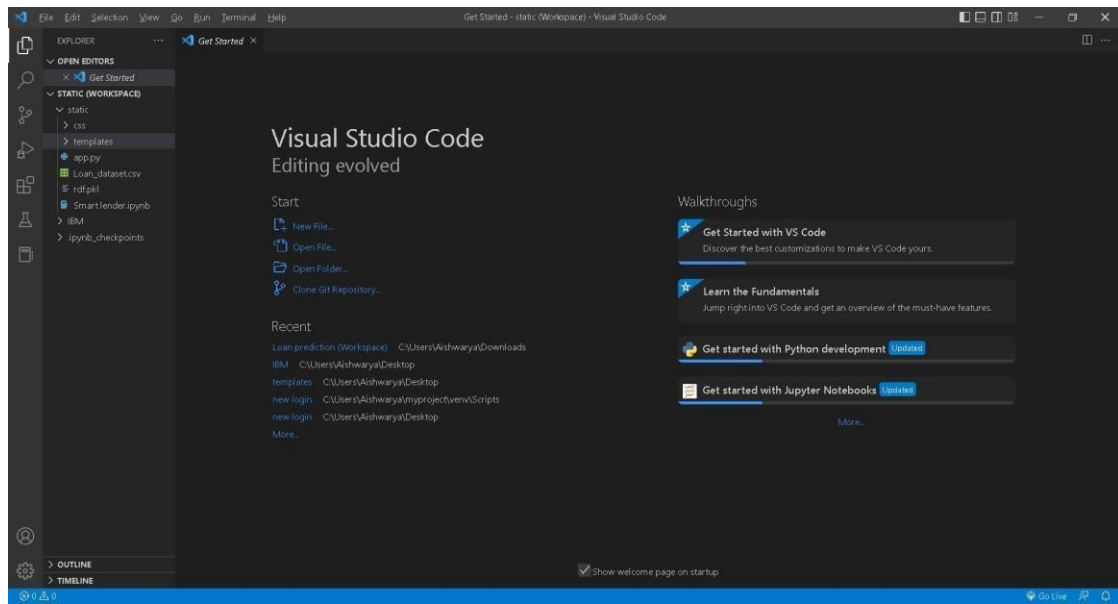 File Edit Selection View Go Run Terminal Help
Get Started - static (Workspace) - Visual Studio Code
EXPLORER
Get Started
OPEN EDITORS
Get Started
STATIC (WORKSPACE)
static
css
templates
app.py
Loan_dataset.csv
rdf.pkl
Smart lender.ipynb
IBM
.ipynb_checkpoints
OUTLINE
TIMELINE
Visual Studio Code
Editing evolved
Start
New File...
Open File...
Open Folder...
Clone Git Repository...
Recent
Loan prediction (Workspace) C:\Users\Aishwarya\Downloads
IBM C:\Users\Aishwarya\Desktop
templates C:\Users\Aishwarya\Desktop
new login C:\Users\Aishwarya\myproject\venv\Scripts
new login C:\Users\Aishwarya\Desktop
More...
Walkthroughs
Get Started with VS Code
Discover the best customizations to make VS Code yours.
Learn the Fundamentals
Jump right into VS Code and get an overview of the must-have features.
Get started with Python development Updated
Get started with Jupyter Notebooks Updated
More...
Show welcome page on startup
0 0
Go Live